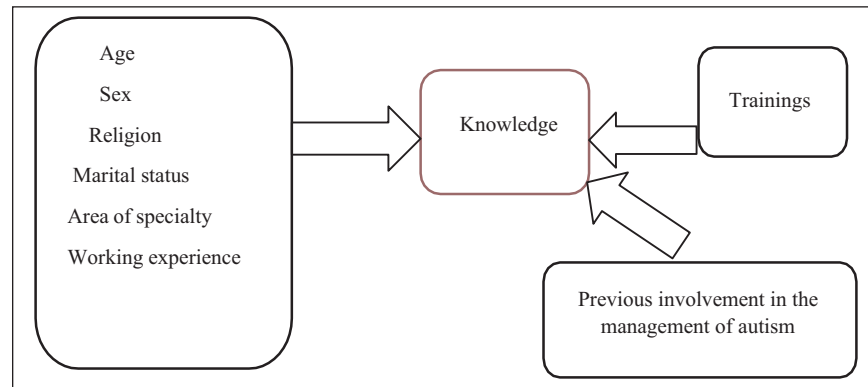 Age
Sex
Religion
Marital status
Area of specialty
Working experience
Knowledge
Trainings
Previous involvement in the
management of autism